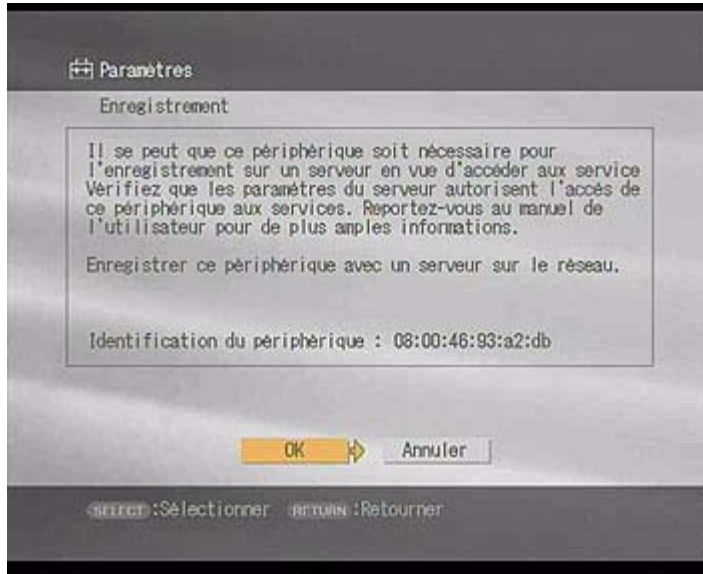 Paramètres
Enregistrement
Il se peut que ce périphérique soit nécessaire pour
l'enregistrement sur un serveur en vue d'accéder aux service
Vérifiez que les paramètres du serveur autorisent l'accès de
ce périphérique aux services. Reportez-vous au manuel de
l'utilisateur pour de plus amples informations.
Enregistrer ce périphérique avec un serveur sur le réseau.
Identification du périphérique : 08:00:46:93:a2:db
OK Annuler
SELECT :Sélectionner RETURN :Retourner